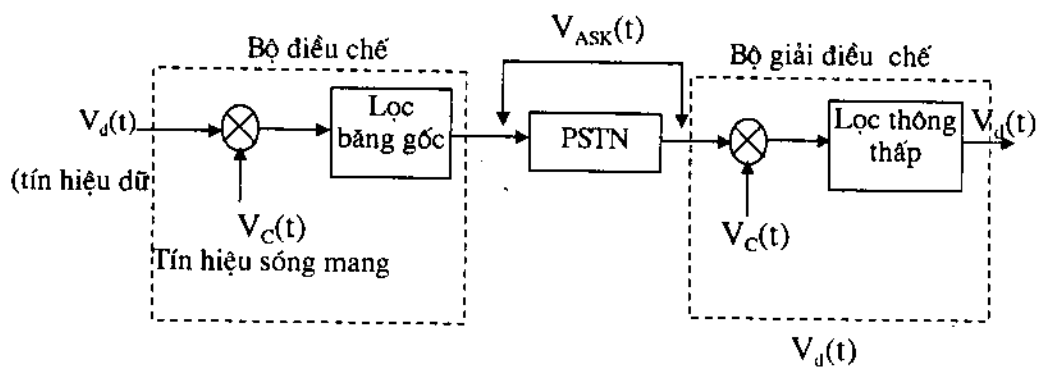 V_ASK(t)
Bộ điều chế
Bộ giải điều chế
V_d(t)
Lọc
băng gốc
PSTN
Lọc thông
thấp
V_d(t)
(tín hiệu dữ
V_C(t)
Tín hiệu sóng mang
V_C(t)
V_d(t)